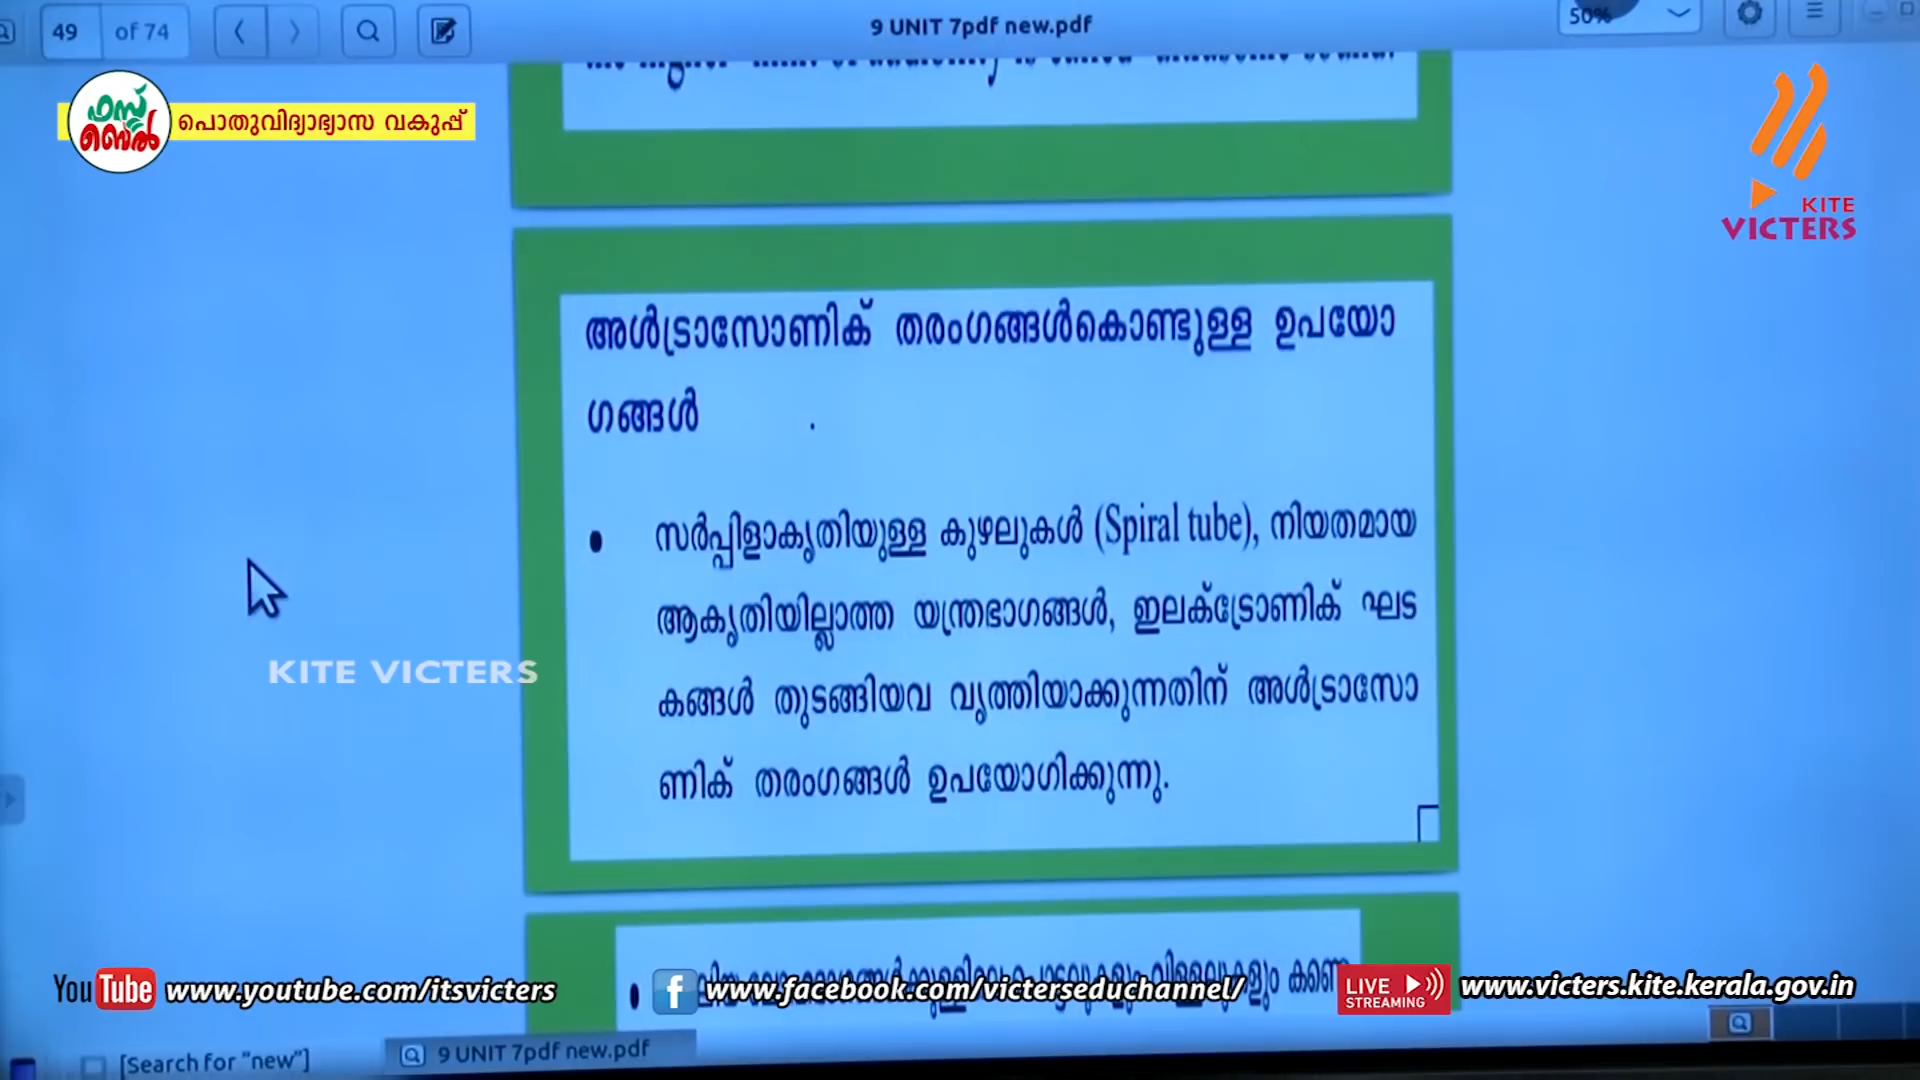 49 of 74
9 UNIT 7pdf new.pdf
50%
ഫസ്റ്റ് ബെൽ
പൊതുവിദ്യാഭ്യാസ വകുപ്പ്
KITE
VICTERS
അൾട്രാസോണിക് തരംഗങ്ങൾകൊണ്ടുള്ള ഉപയോ
ഗങ്ങൾ
• സർപ്പിളാകൃതിയുള്ള കുഴലുകൾ (Spiral tube), നിയതമായ
ആകൃതിയില്ലാത്ത യന്ത്രഭാഗങ്ങൾ, ഇലക്ട്രോണിക് ഘട
കങ്ങൾ തുടങ്ങിയവ വൃത്തിയാക്കുന്നതിന് അൾട്രാസോ
ണിക് തരംഗങ്ങൾ ഉപയോഗിക്കുന്നു.
KITE VICTERS
YouTube www.youtube.com/itsvicters
f www.facebook.com/victerseduchannel/
LIVE STREAMING www.victers.kite.kerala.gov.in
[Search for "new"]
9 UNIT 7pdf new.pdf